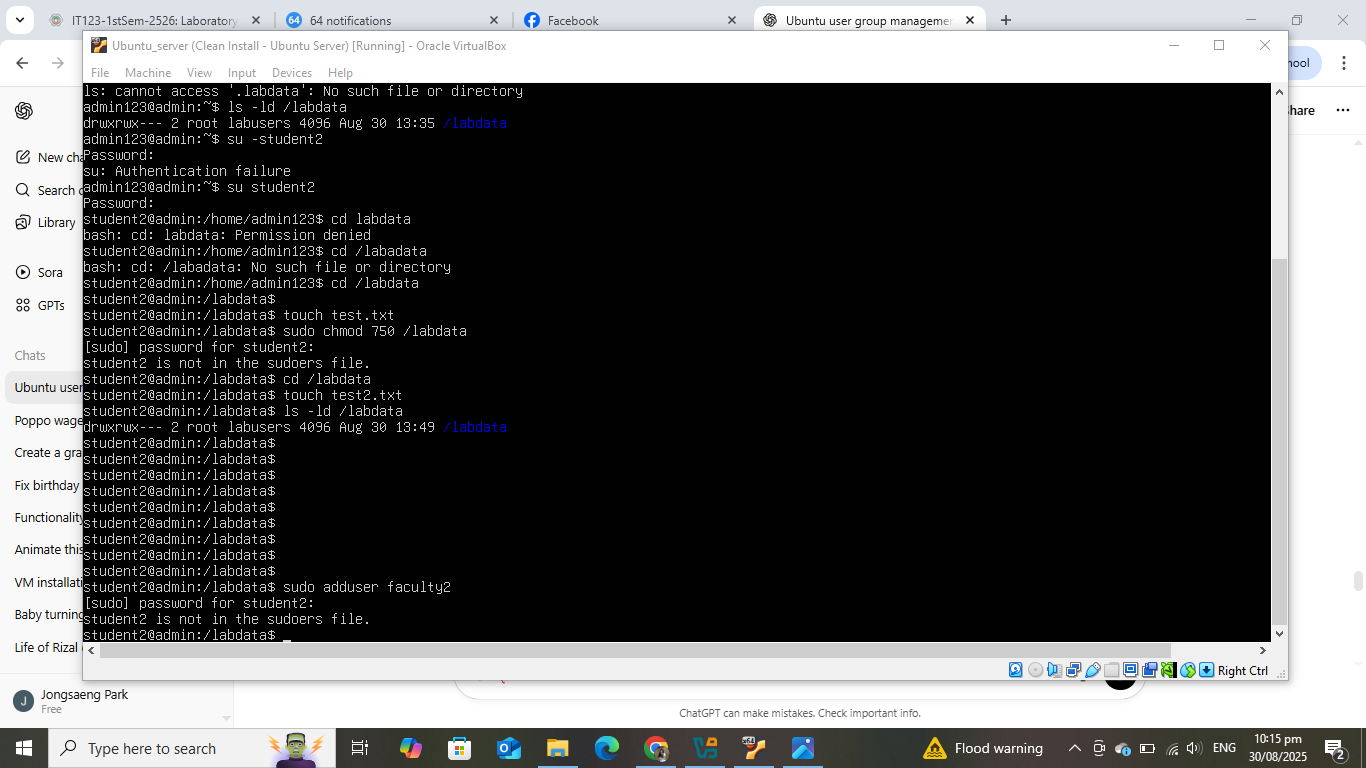 IT123-1stSem-2526: Laboratory
64 notifications
Facebook
Ubuntu user group management
Ubuntu_server (Clean Install - Ubuntu Server) [Running] - Oracle VirtualBox
File Machine View Input Devices Help
ls: cannot access '.labdata': No such file or directory
admin123@admin:~$ ls -ld /labdata
drwxrwx--- 2 root labusers 4096 Aug 30 13:35 /labdata
admin123@admin:~$ su -student2
Password:
su: Authentication failure
admin123@admin:~$ su student2
Password:
student2@admin:/home/admin123$ cd labdata
bash: cd: labdata: Permission denied
student2@admin:/home/admin123$ cd /labadata
bash: cd: /labadata: No such file or directory
student2@admin:/home/admin123$ cd /labdata
student2@admin:/labdata$
student2@admin:/labdata$ touch test.txt
student2@admin:/labdata$ sudo chmod 750 /labdata
[sudo] password for student2:
student2 is not in the sudoers file.
student2@admin:/labdata$ cd /labdata
student2@admin:/labdata$ touch test2.txt
student2@admin:/labdata$ ls -ld /labdata
drwxrwx--- 2 root labusers 4096 Aug 30 13:49 /labdata
student2@admin:/labdata$
student2@admin:/labdata$
student2@admin:/labdata$
student2@admin:/labdata$
student2@admin:/labdata$
student2@admin:/labdata$
student2@admin:/labdata$
student2@admin:/labdata$
student2@admin:/labdata$
student2@admin:/labdata$ sudo adduser faculty2
[sudo] password for student2:
student2 is not in the sudoers file.
student2@admin:/labdata$
Right Ctrl
New cha
Search c
Library
Sora
GPTs
Chats
Ubuntu user
Poppo wage
Create a gra
Fix birthday
Functionality
Animate this
VM installati
Baby turning
Life of Rizal
J
Jongsaeng Park
Free
hool
hare
ChatGPT can make mistakes. Check important info.
Type here to search
Flood warning
ENG
10:15 pm
30/08/2025
2